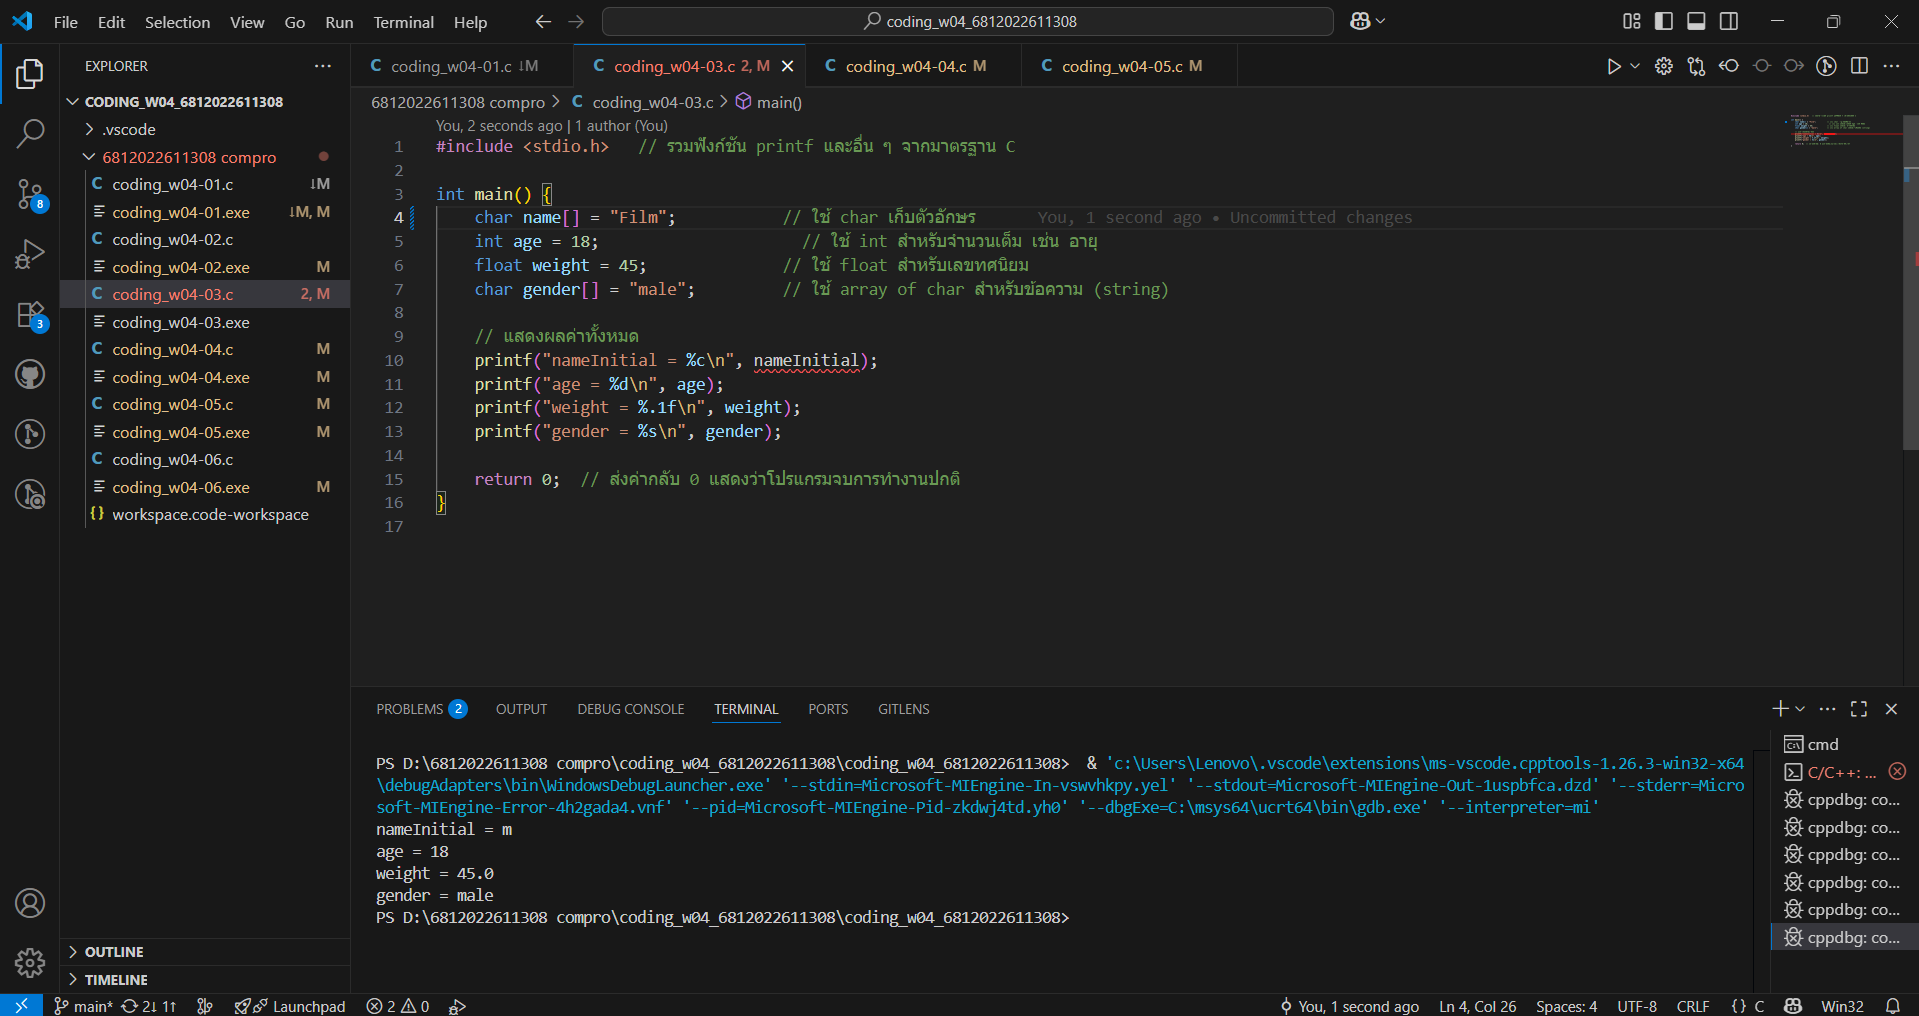 File Edit Selection View Go Run Terminal Help
coding_w04_6812022611308
EXPLORER
CODING_W04_6812022611308
.vscode
6812022611308 compro
coding_w04-01.c ↓M
coding_w04-01.exe ↓M, M
coding_w04-02.c
coding_w04-02.exe M
coding_w04-03.c 2, M
coding_w04-03.exe
coding_w04-04.c M
coding_w04-04.exe M
coding_w04-05.c M
coding_w04-05.exe M
coding_w04-06.c
coding_w04-06.exe M
workspace.code-workspace
OUTLINE
TIMELINE
8
3
C coding_w04-01.c ↓M C coding_w04-03.c 2, M C coding_w04-04.c M C coding_w04-05.c M
6812022611308 compro > C coding_w04-03.c > main()
You, 2 seconds ago | 1 author (You)
1 #include <stdio.h> // รวมฟังก์ชัน printf และอื่น ๆ จากมาตรฐาน C
2
3 int main() {
4 char name[] = "Film"; // ใช้ char เก็บตัวอักษร You, 1 second ago • Uncommitted changes
5 int age = 18; // ใช้ int สำหรับจำนวนเต็ม เช่น อายุ
6 float weight = 45; // ใช้ float สำหรับเลขทศนิยม
7 char gender[] = "male"; // ใช้ array of char สำหรับข้อความ (string)
8
9 // แสดงผลค่าทั้งหมด
10 printf("nameInitial = %c\n", nameInitial);
11 printf("age = %d\n", age);
12 printf("weight = %.1f\n", weight);
13 printf("gender = %s\n", gender);
14
15 return 0; // ส่งค่ากลับ 0 แสดงว่าโปรแกรมจบการทำงานปกติ
16 }
17
PROBLEMS 2 OUTPUT DEBUG CONSOLE TERMINAL PORTS GITLENS
PS D:\6812022611308 compro\coding_w04_6812022611308\coding_w04_6812022611308> & 'c:\Users\Lenovo\.vscode\extensions\ms-vscode.cpptools-1.26.3-win32-x64
\debugAdapters\bin\WindowsDebugLauncher.exe' '--stdin=Microsoft-MIEngine-In-vswvhkpy.yel' '--stdout=Microsoft-MIEngine-Out-1uspbfca.dzd' '--stderr=Micro
soft-MIEngine-Error-4h2gada4.vnf' '--pid=Microsoft-MIEngine-Pid-zkdwj4td.yh0' '--dbgExe=C:\msys64\ucrt64\bin\gdb.exe' '--interpreter=mi'
nameInitial = m
age = 18
weight = 45.0
gender = male
PS D:\6812022611308 compro\coding_w04_6812022611308\coding_w04_6812022611308>
cmd
C/C++: ...
cppdbg: co...
cppdbg: co...
cppdbg: co...
cppdbg: co...
cppdbg: co...
cppdbg: co...
main* 2↓ 1↑ Launchpad 2 0 You, 1 second ago Ln 4, Col 26 Spaces: 4 UTF-8 CRLF {} C Win32